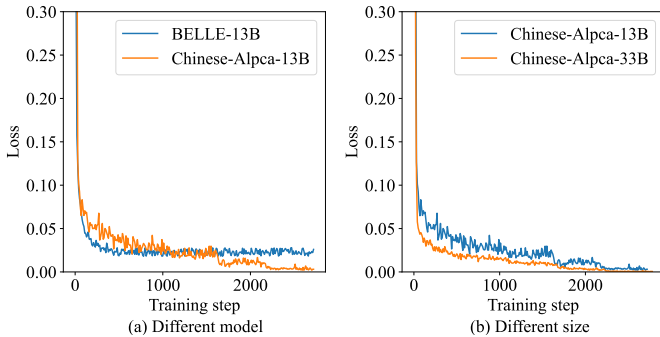 0.30
0.25
0.20
0.15
0.10
0.05
0.00
Loss
BELLE-13B
Chinese-Alpca-13B
0
1000
2000
Training step
(a) Different model
0.30
0.25
0.20
0.15
0.10
0.05
0.00
Loss
Chinese-Alpca-13B
Chinese-Alpca-33B
0
1000
2000
Training step
(b) Different size